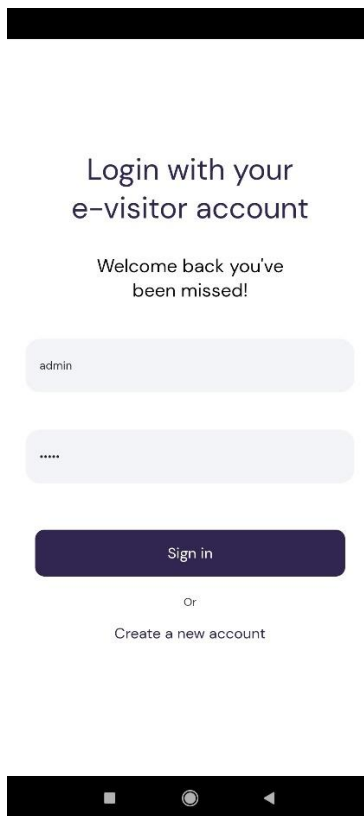 Login with your
e-visitor account
Welcome back you've
been missed!
admin
•••••
Sign in
Or
Create a new account